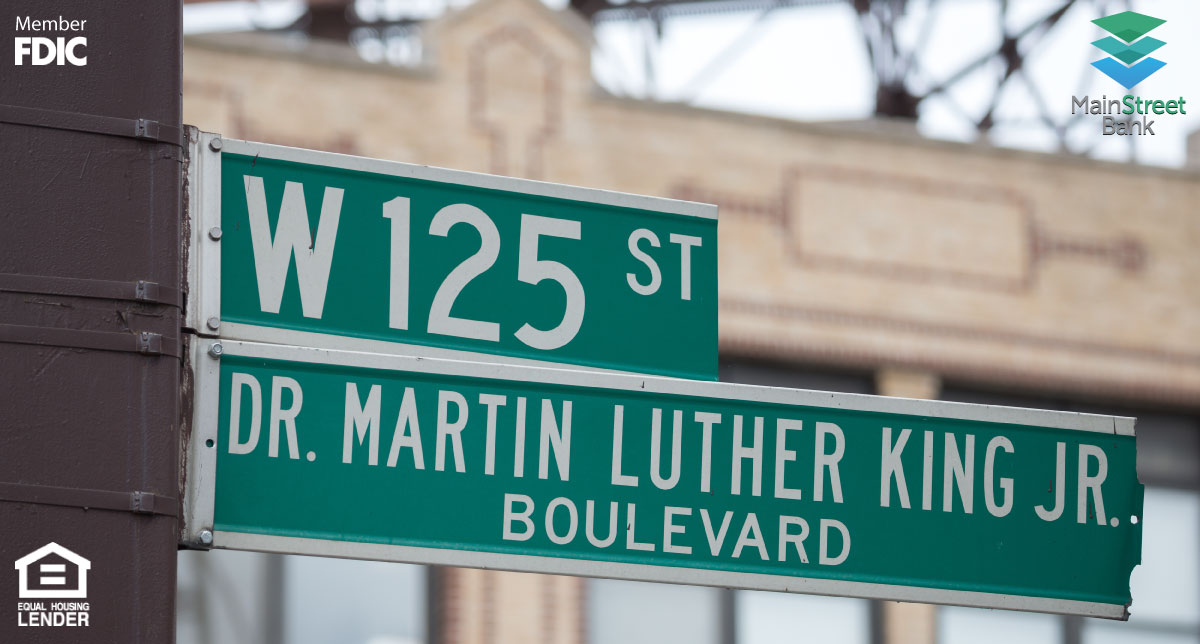 Member
FDIC
MainStreet
Bank
W 125 ST
DR. MARTIN LUTHER KING JR.
BOULEVARD
EQUAL HOUSING
LENDER